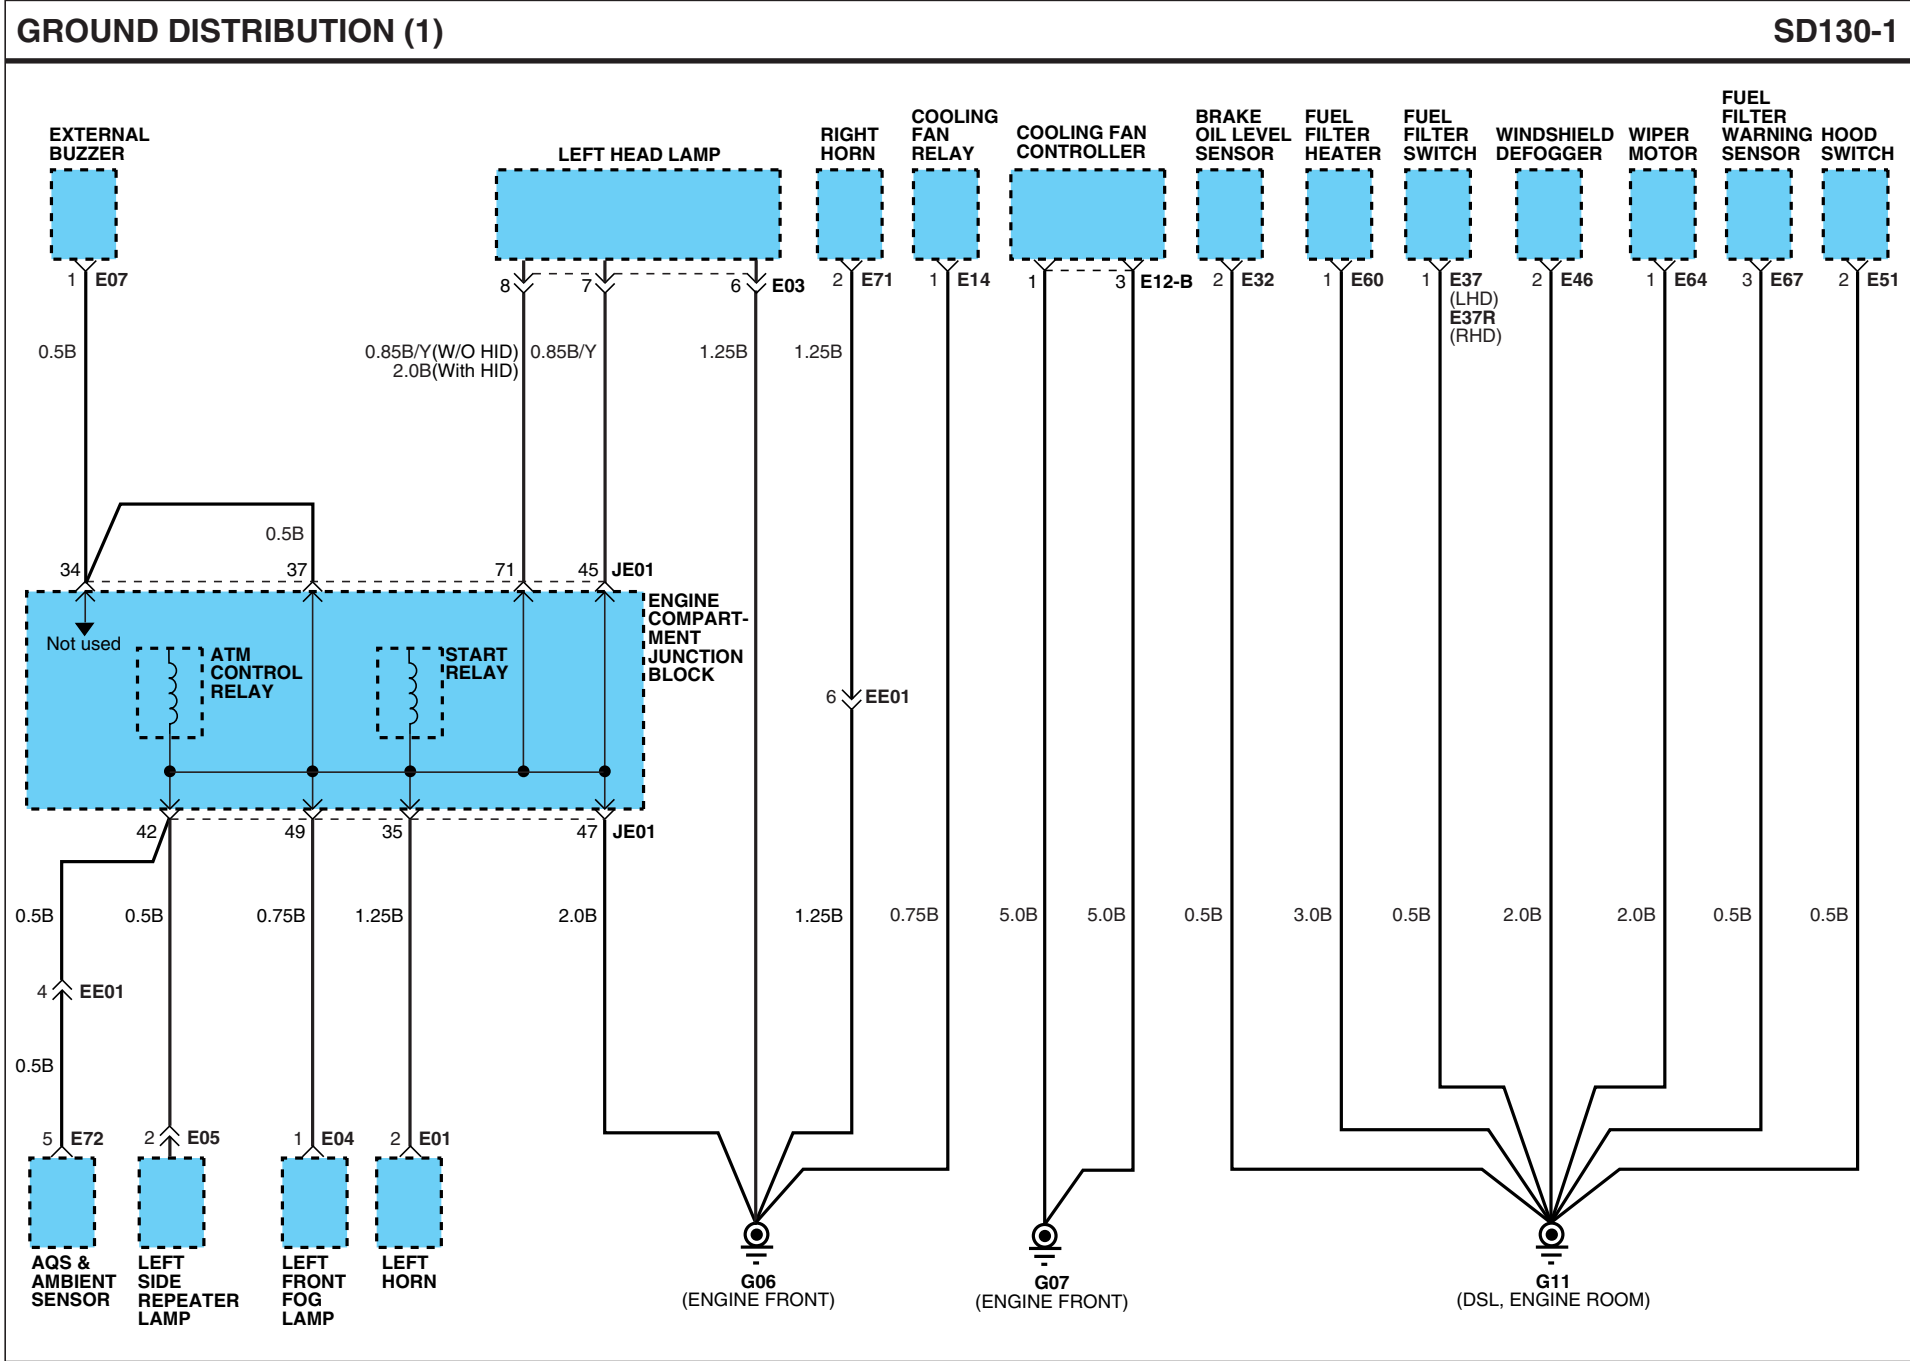 GROUND DISTRIBUTION (1)
SD130-1
EXTERNAL
BUZZER
LEFT HEAD LAMP
RIGHT
HORN
COOLING
FAN
RELAY
COOLING FAN
CONTROLLER
BRAKE
OIL LEVEL
SENSOR
FUEL
FILTER
HEATER
FUEL
FILTER
SWITCH
WINDSHIELD
DEFOGGER
WIPER
MOTOR
FUEL
FILTER
WARNING
SENSOR
HOOD
SWITCH
1 E07
8
7
6 E03
2 E71
1 E14
1
3 E12-B
2 E32
1 E60
1 E37
(LHD)
E37R
(RHD)
2 E46
1 E64
3 E67
2 E51
0.5B
0.85B/Y(W/O HID)
2.0B(With HID)
0.85B/Y
1.25B
1.25B
0.5B
34
37
71
45 JE01
Not used
ATM
CONTROL
RELAY
START
RELAY
ENGINE
COMPART-
MENT
JUNCTION
BLOCK
6 EE01
42
49
35
47 JE01
0.5B
0.5B
0.75B
1.25B
2.0B
1.25B
0.75B
5.0B
5.0B
0.5B
3.0B
0.5B
2.0B
2.0B
0.5B
0.5B
4 EE01
0.5B
5 E72
2 E05
1 E04
2 E01
AQS &
AMBIENT
SENSOR
LEFT
SIDE
REPEATER
LAMP
LEFT
FRONT
FOG
LAMP
LEFT
HORN
G06
(ENGINE FRONT)
G07
(ENGINE FRONT)
G11
(DSL, ENGINE ROOM)